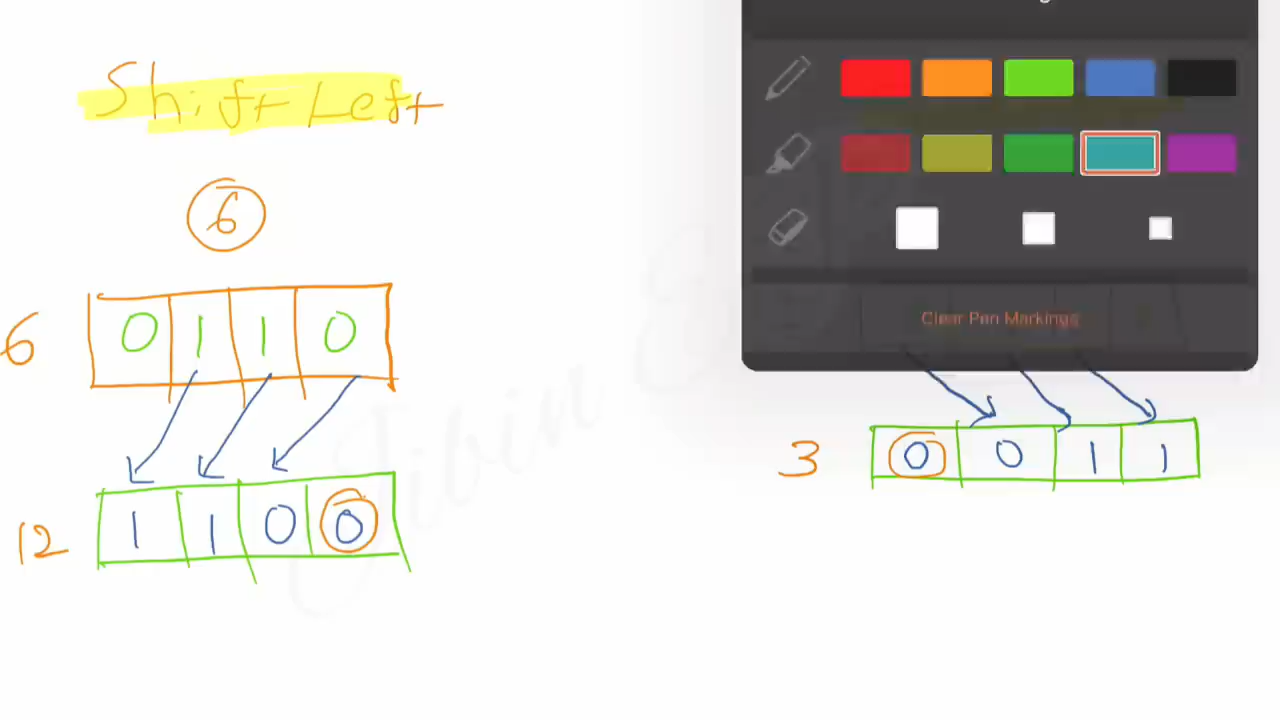 Shift Left
6
6 0 1 1 0
12 1 1 0 0
Clear Pen Markings
3 0 0 1 1
Jibin